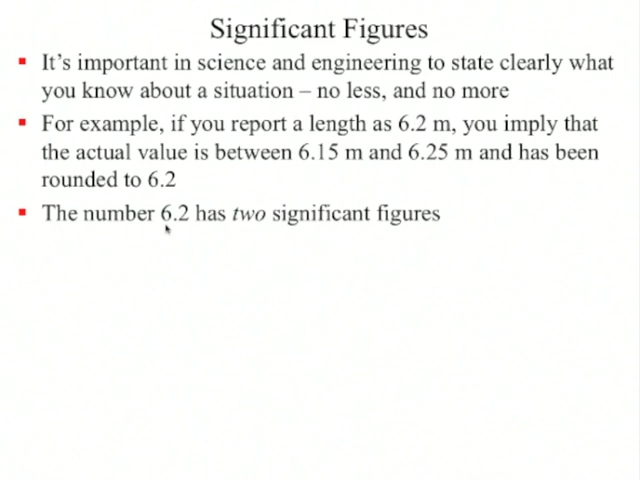 Significant Figures
▪ It's important in science and engineering to state clearly what
you know about a situation – no less, and no more
▪ For example, if you report a length as 6.2 m, you imply that
the actual value is between 6.15 m and 6.25 m and has been
rounded to 6.2
▪ The number 6.2 has two significant figures